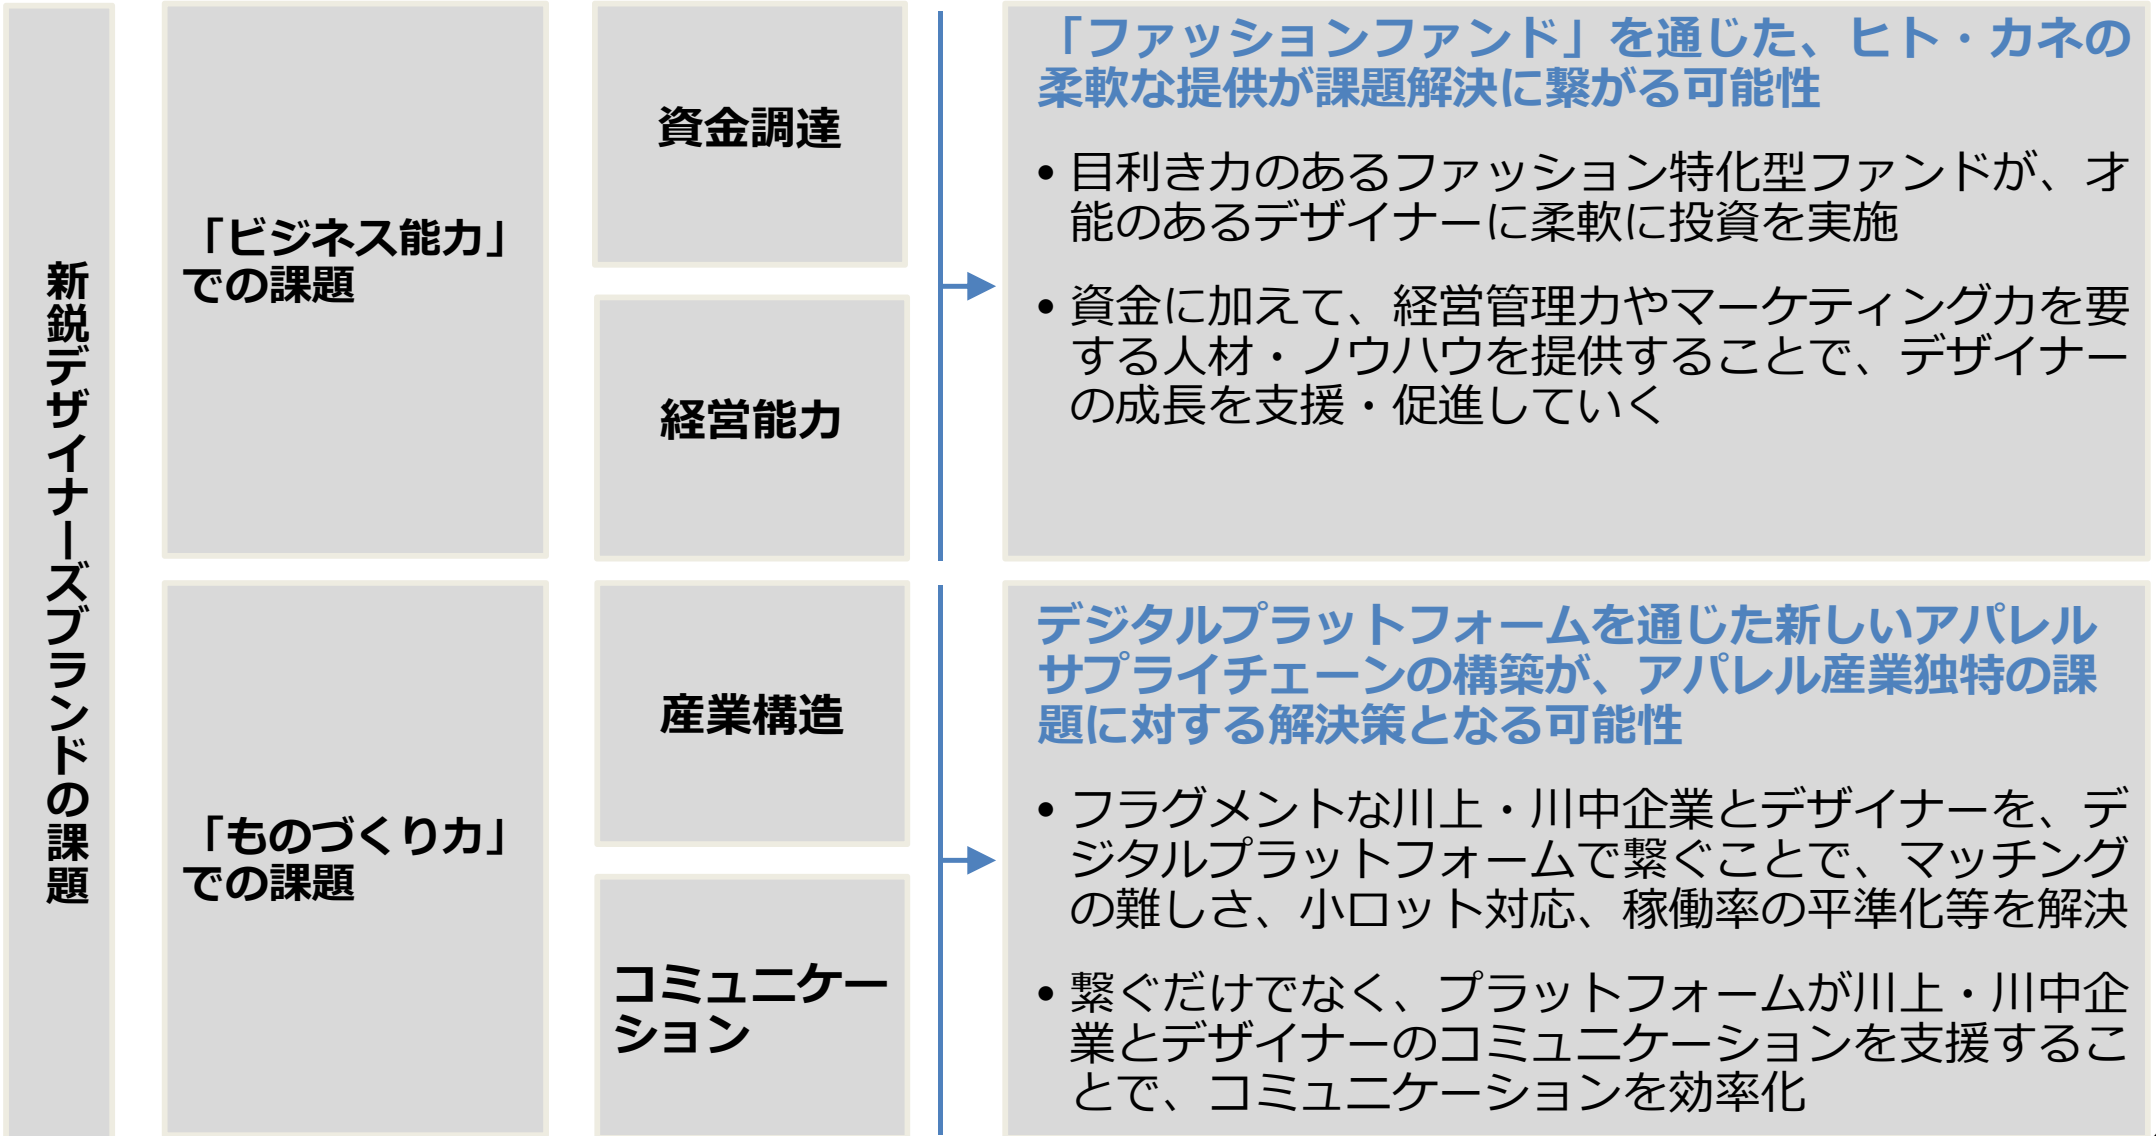 新鋭デザイナーズブランドの課題
「ビジネス能力」
での課題
資金調達
経営能力
「ファッションファンド」を通じた、ヒト・カネの
柔軟な提供が課題解決に繋がる可能性
• 目利き力のあるファッション特化型ファンドが、才
能のあるデザイナーに柔軟に投資を実施
• 資金に加えて、経営管理力やマーケティング力を要
する人材・ノウハウを提供することで、デザイナー
の成長を支援・促進していく
「ものづくり力」
での課題
産業構造
コミュニケー
ション
デジタルプラットフォームを通じた新しいアパレル
サプライチェーンの構築が、アパレル産業独特の課
題に対する解決策となる可能性
• フラグメントな川上・川中企業とデザイナーを、デ
ジタルプラットフォームで繋ぐことで、マッチング
の難しさ、小ロット対応、稼働率の平準化等を解決
• 繋ぐだけでなく、プラットフォームが川上・川中企
業とデザイナーのコミュニケーションを支援するこ
とで、コミュニケーションを効率化